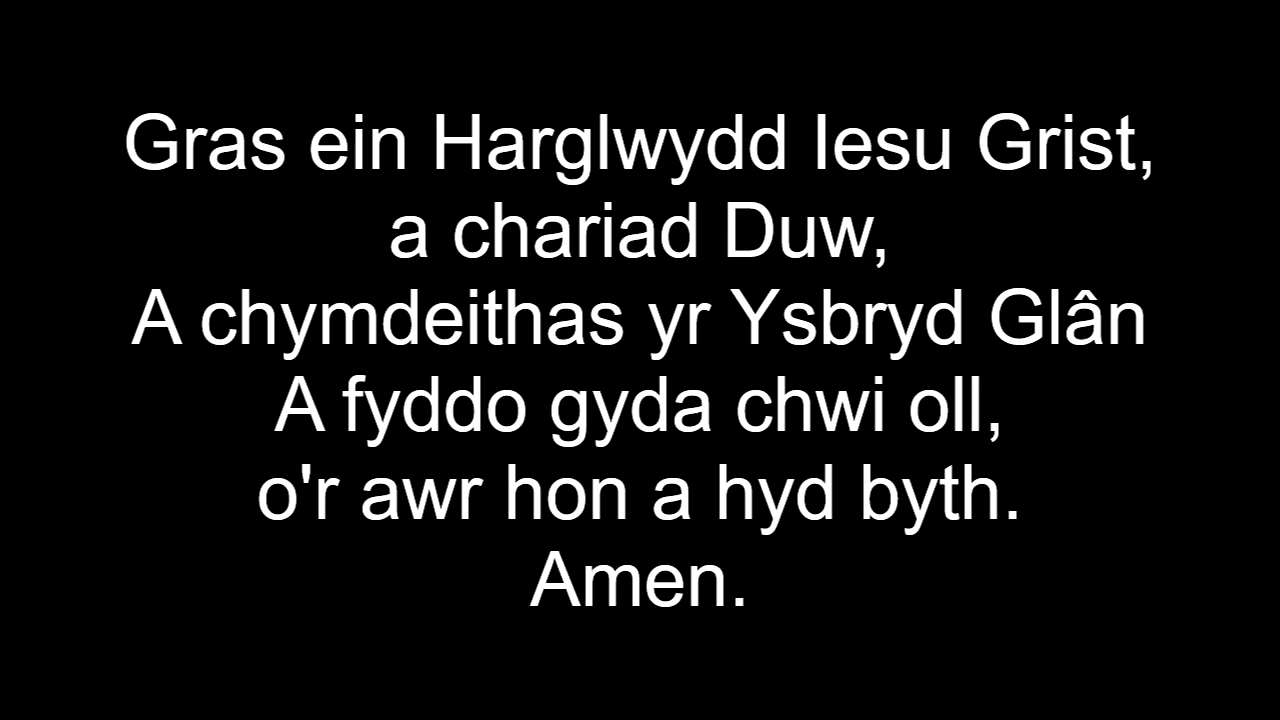 Gras ein Harglwydd Iesu Grist,
a chariad Duw,
A chymdeithas yr Ysbryd Glân
A fyddo gyda chwi oll,
o'r awr hon a hyd byth.
Amen.